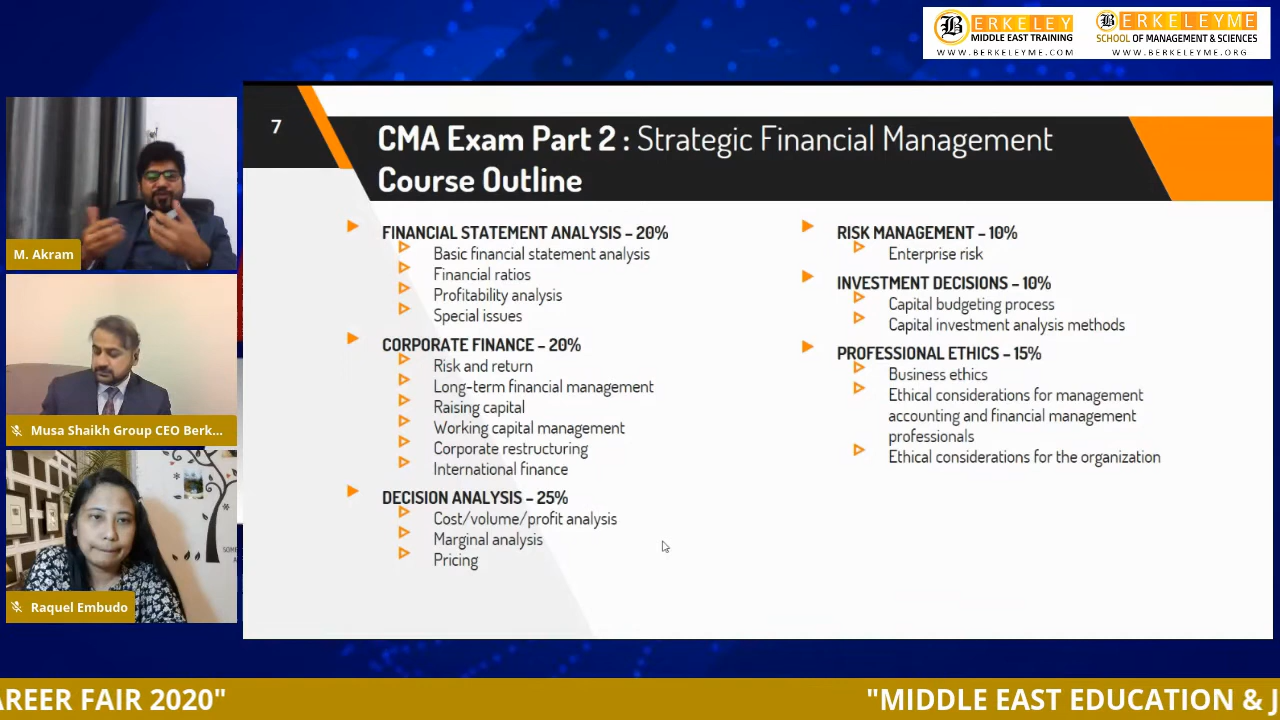 BERKELEY
MIDDLE EAST TRAINING
WWW.BERKELEYME.COM
BERKELEYME
SCHOOL OF MANAGEMENT & SCIENCES
WWW.BERKELEYME.ORG
7
CMA Exam Part 2 : Strategic Financial Management
Course Outline
FINANCIAL STATEMENT ANALYSIS – 20%
Basic financial statement analysis
Financial ratios
Profitability analysis
Special issues
CORPORATE FINANCE – 20%
Risk and return
Long-term financial management
Raising capital
Working capital management
Corporate restructuring
International finance
DECISION ANALYSIS – 25%
Cost/volume/profit analysis
Marginal analysis
Pricing
RISK MANAGEMENT – 10%
Enterprise risk
INVESTMENT DECISIONS – 10%
Capital budgeting process
Capital investment analysis methods
PROFESSIONAL ETHICS – 15%
Business ethics
Ethical considerations for management
accounting and financial management
professionals
Ethical considerations for the organization
M. Akram
Musa Shaikh Group CEO Berk...
Raquel Embudo
AREER FAIR 2020" "MIDDLE EAST EDUCATION & J